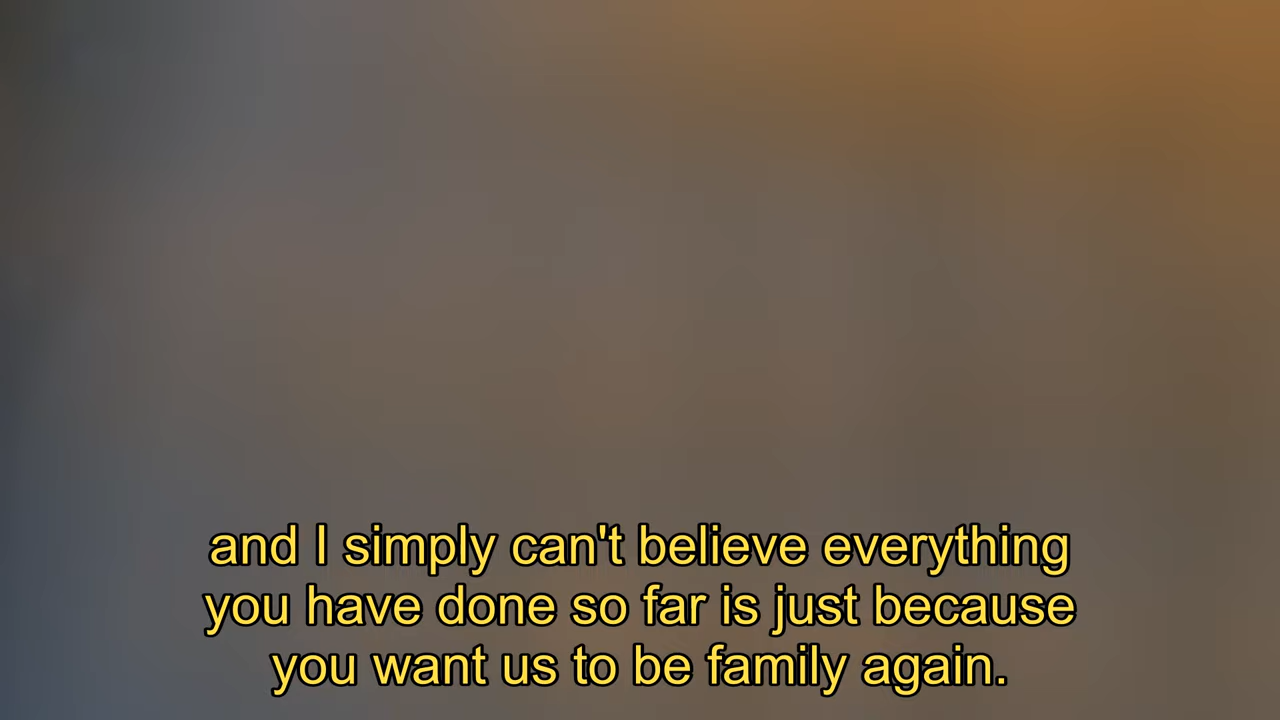 and I simply can't believe everything
you have done so far is just because
you want us to be family again.